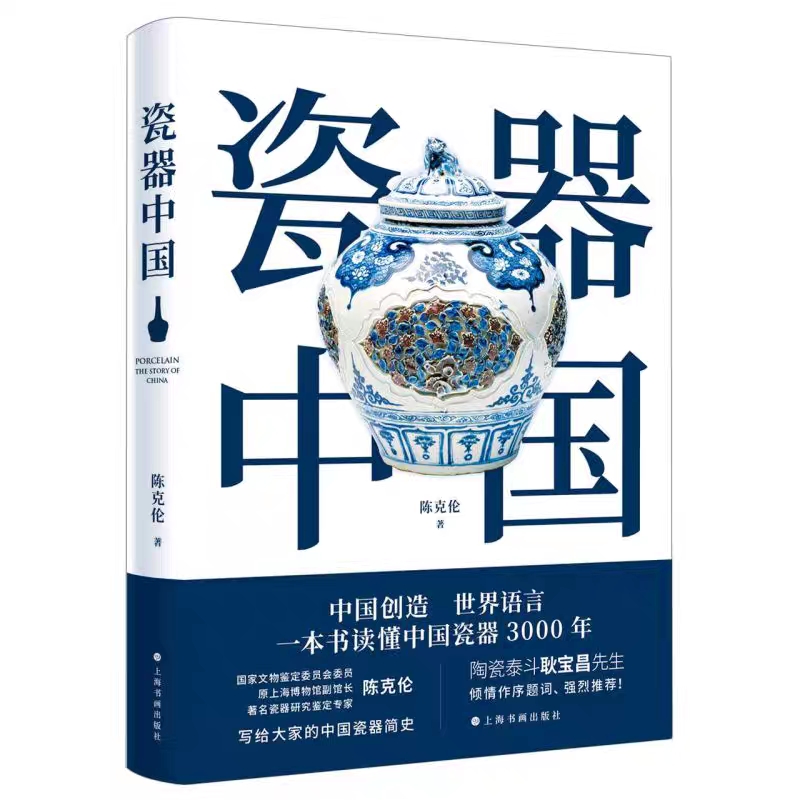 瓷器中国
PORCELAIN
THE STORY OF
CHINA
陈克伦
著
上海书画出版社
瓷器
中国
陈克伦
著
中国创造 世界语言
一本书读懂中国瓷器3000年
国家文物鉴定委员会委员
原上海博物馆副馆长
著名瓷器研究鉴定专家
陈克伦
写给大家的中国瓷器简史
陶瓷泰斗耿宝昌先生
倾情作序题词、强烈推荐!
上海书画出版社